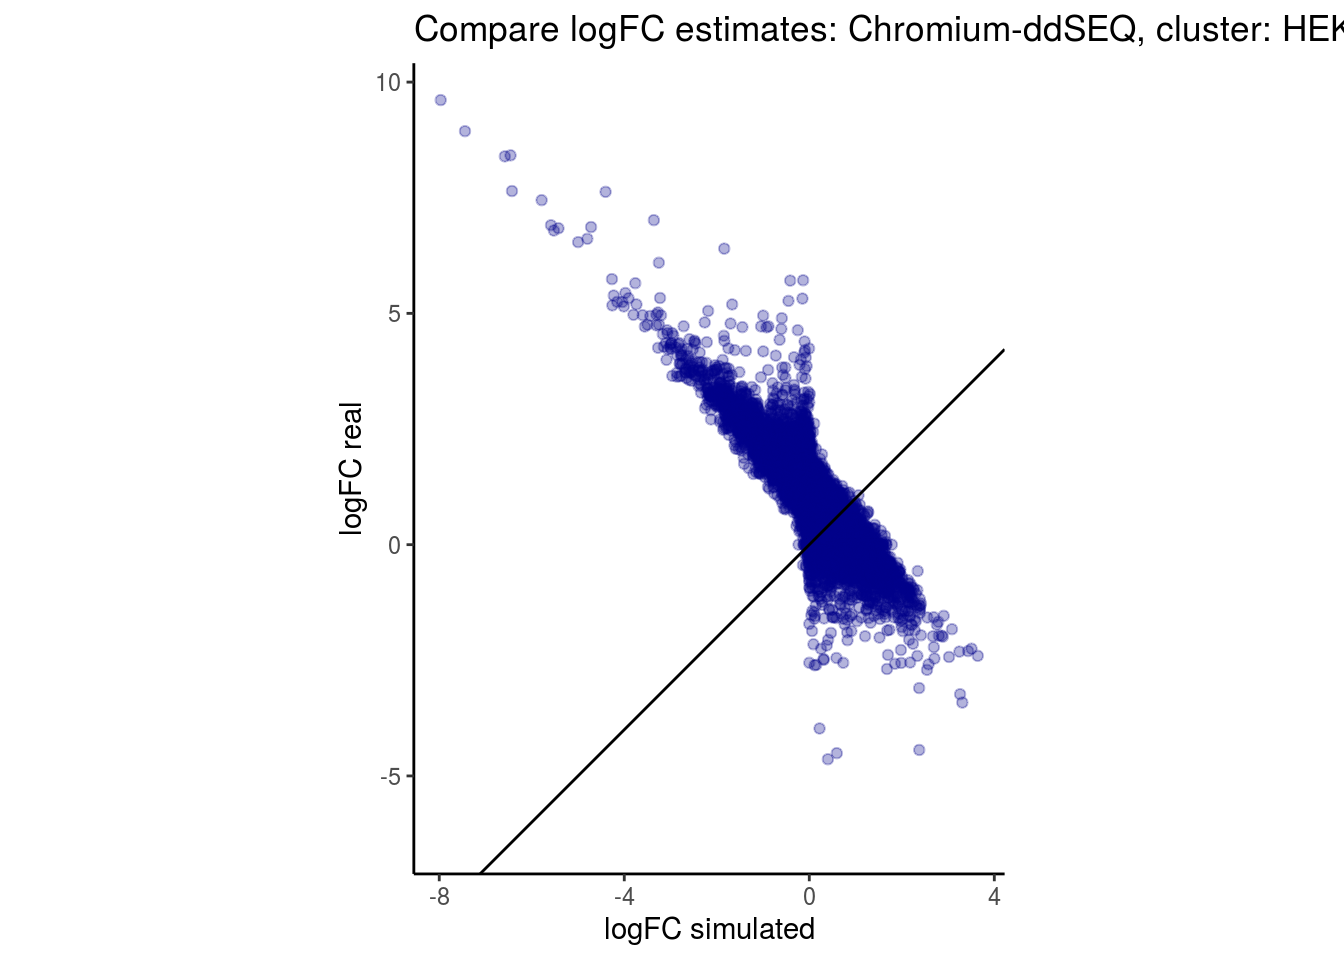 Compare logFC estimates: Chromium-ddSEQ, cluster: HEK
10
5
0
-5
logFC real
-8
-4
0
4
logFC simulated